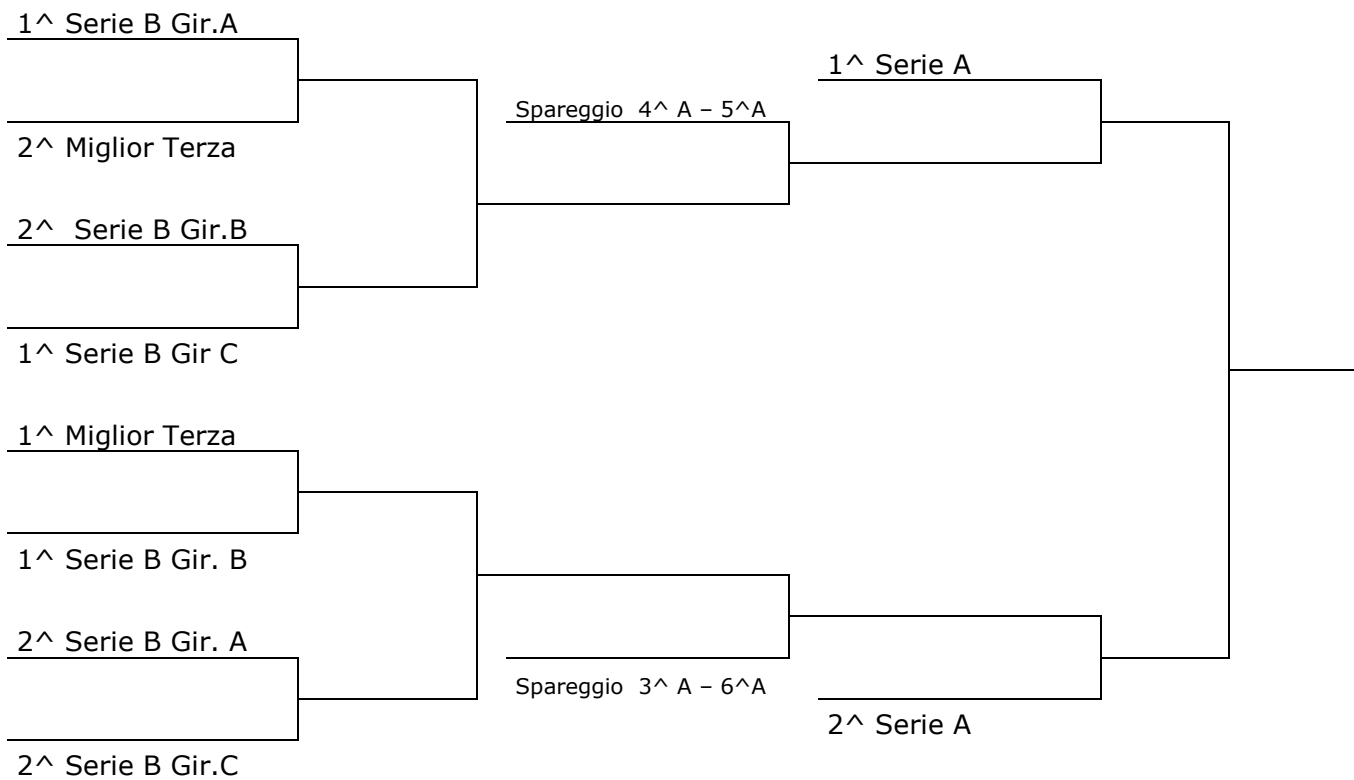 1^ Serie B Gir.A
1^ Serie A
Spareggio 4^ A – 5^A
2^ Miglior Terza
2^ Serie B Gir.B
1^ Serie B Gir C
1^ Miglior Terza
1^ Serie B Gir. B
2^ Serie B Gir. A
Spareggio 3^ A – 6^A
2^ Serie A
2^ Serie B Gir.C